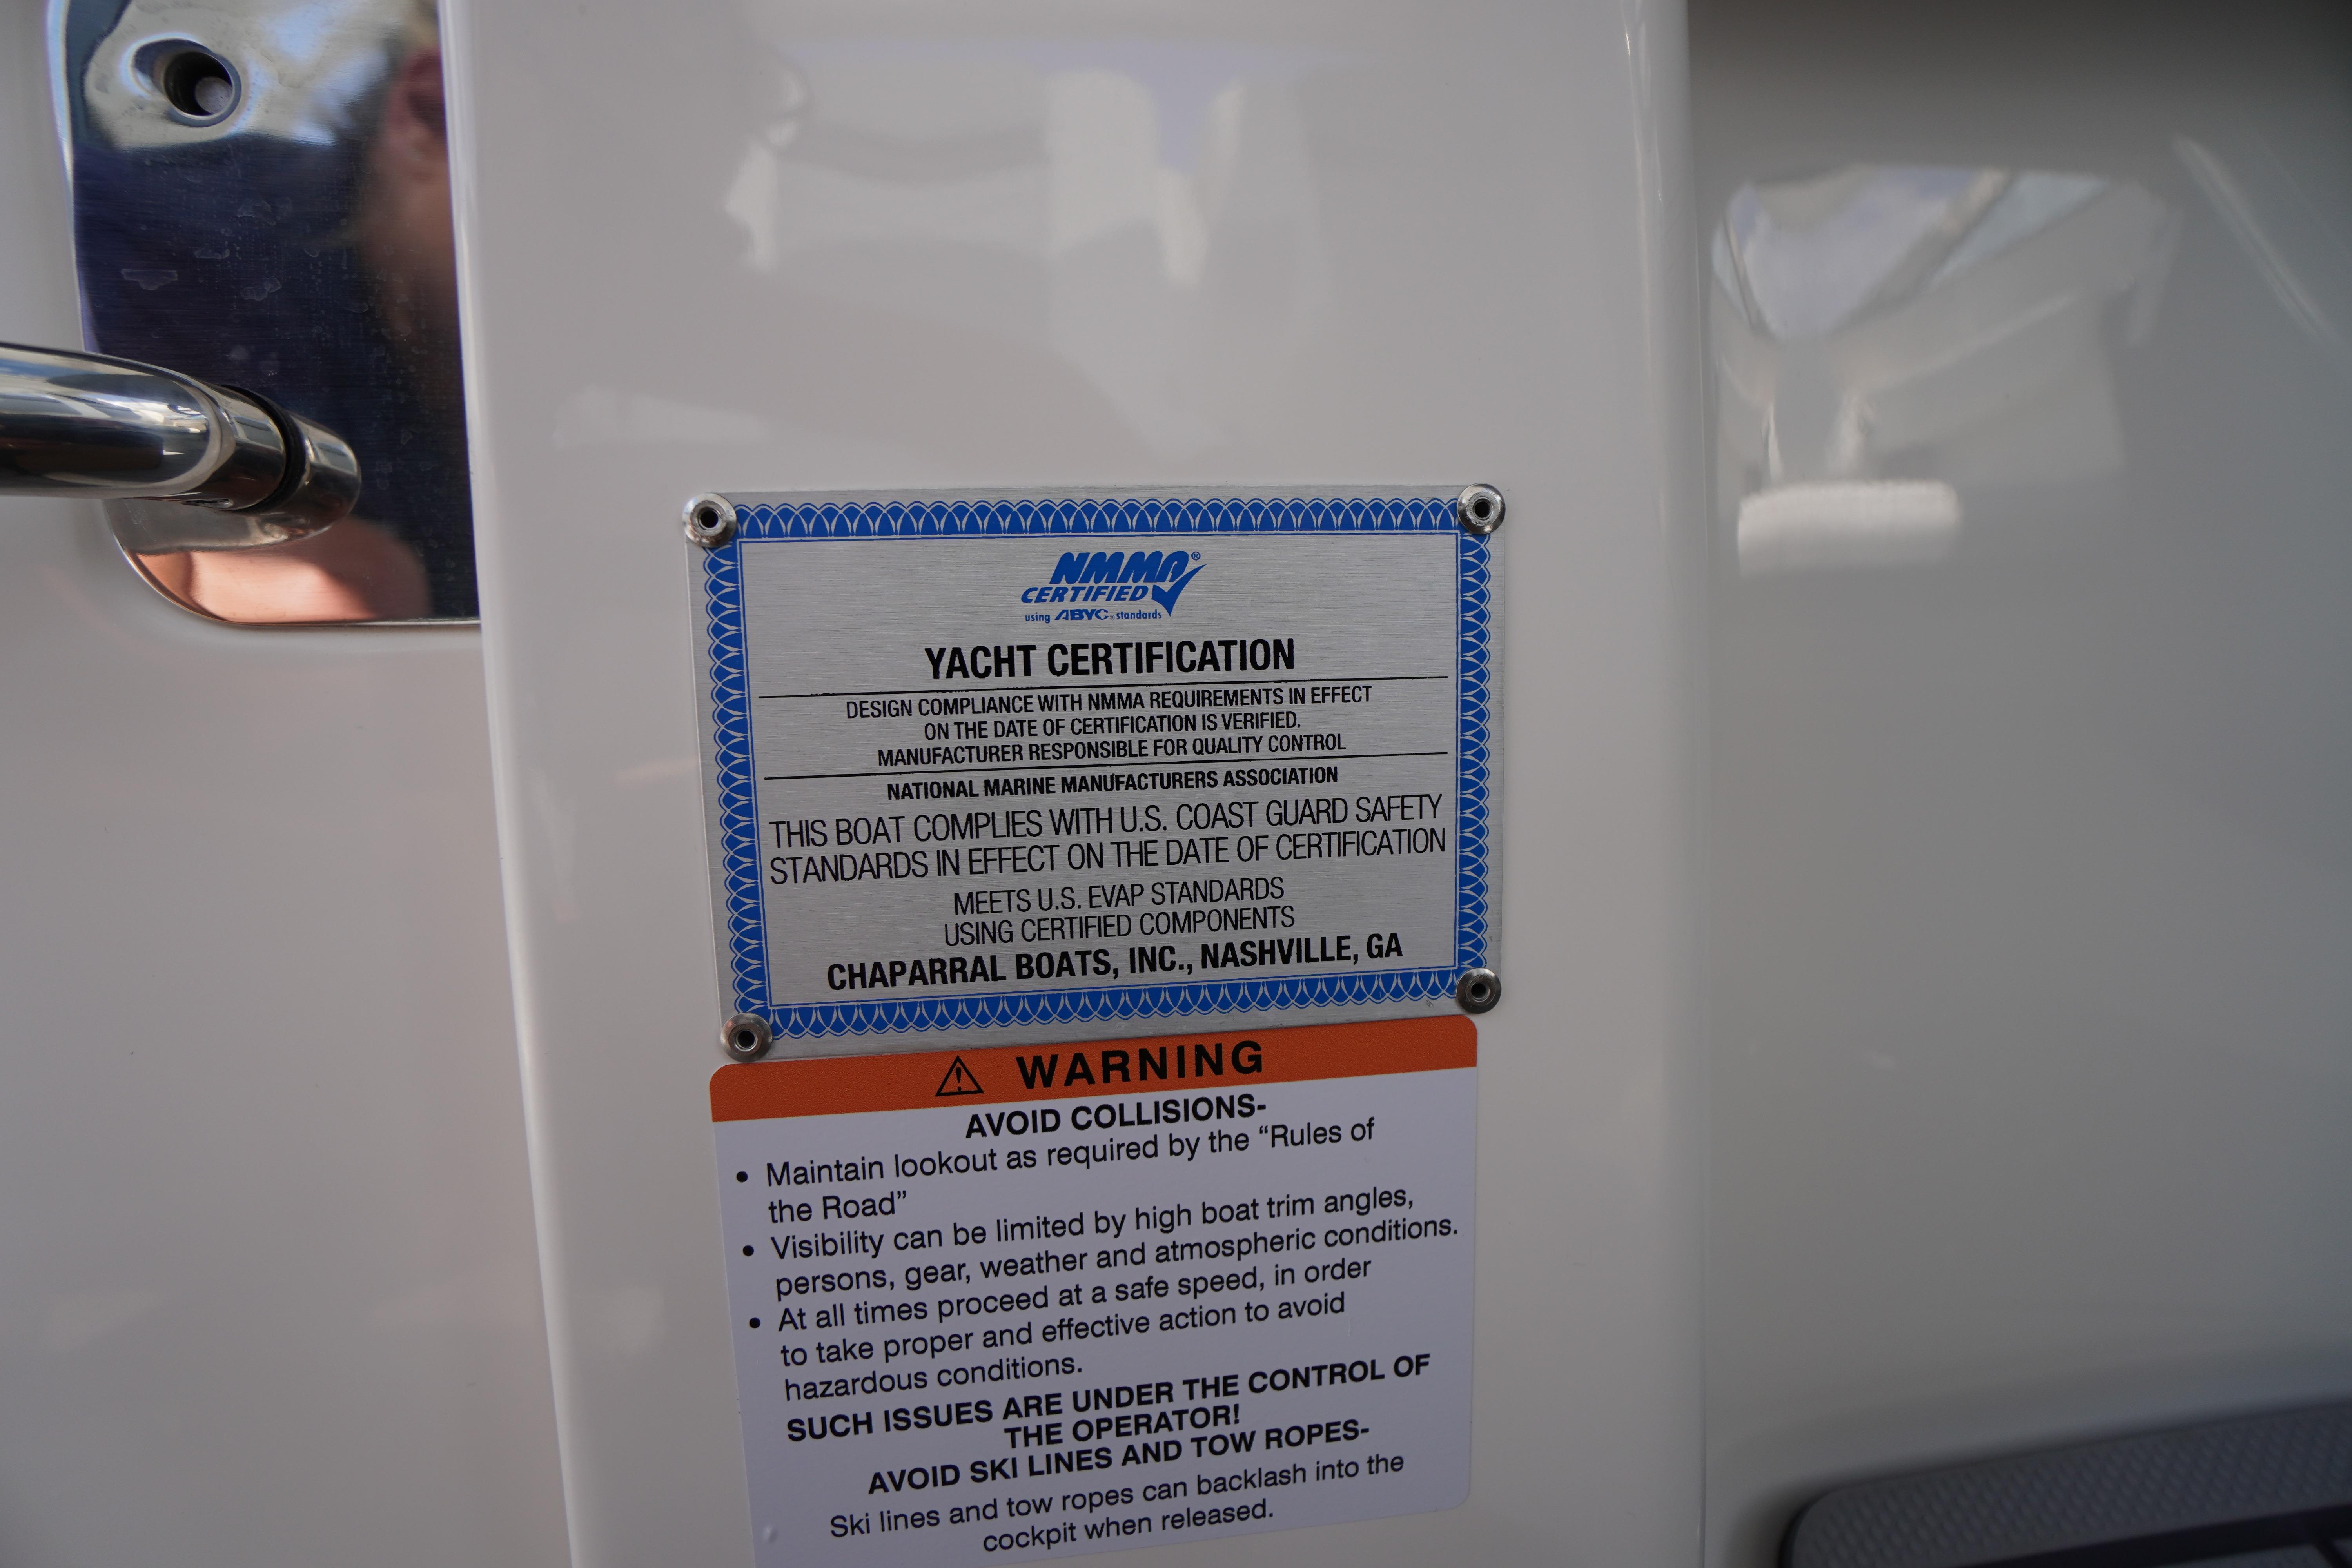 NMMA®
CERTIFIED
using ABYC® standards
YACHT CERTIFICATION
DESIGN COMPLIANCE WITH NMMA REQUIREMENTS IN EFFECT
ON THE DATE OF CERTIFICATION IS VERIFIED.
MANUFACTURER RESPONSIBLE FOR QUALITY CONTROL
NATIONAL MARINE MANUFACTURERS ASSOCIATION
THIS BOAT COMPLIES WITH U.S. COAST GUARD SAFETY
STANDARDS IN EFFECT ON THE DATE OF CERTIFICATION
MEETS U.S. EVAP STANDARDS
USING CERTIFIED COMPONENTS
CHAPARRAL BOATS, INC., NASHVILLE, GA
WARNING
AVOID COLLISIONS-
• Maintain lookout as required by the “Rules of
the Road”
• Visibility can be limited by high boat trim angles,
persons, gear, weather and atmospheric conditions.
• At all times proceed at a safe speed, in order
to take proper and effective action to avoid
hazardous conditions.
SUCH ISSUES ARE UNDER THE CONTROL OF
THE OPERATOR!
AVOID SKI LINES AND TOW ROPES-
Ski lines and tow ropes can backlash into the
cockpit when released.